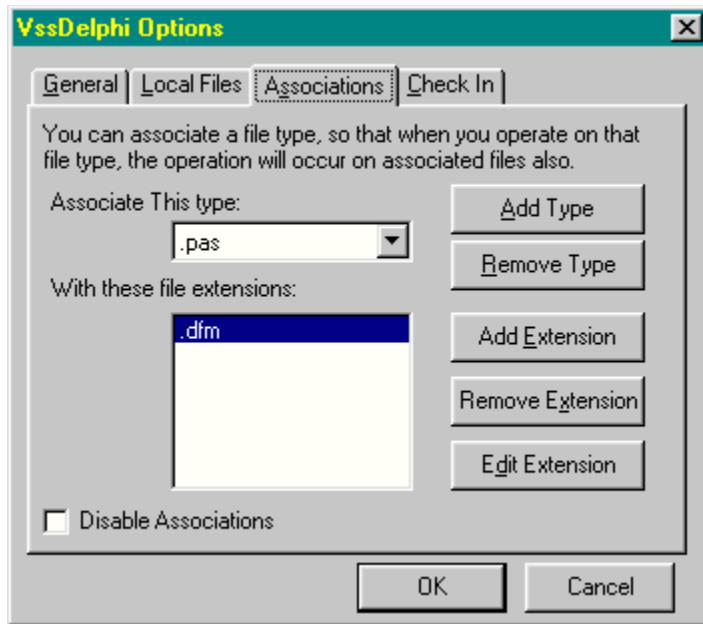 VssDelphi Options
General Local Files Associations Check In
You can associate a file type, so that when you operate on that
file type, the operation will occur on associated files also.
Associate This type:
Add Type
.pas
Remove Type
With these file extensions:
.dfm
Add Extension
Remove Extension
Edit Extension
Disable Associations
OK Cancel